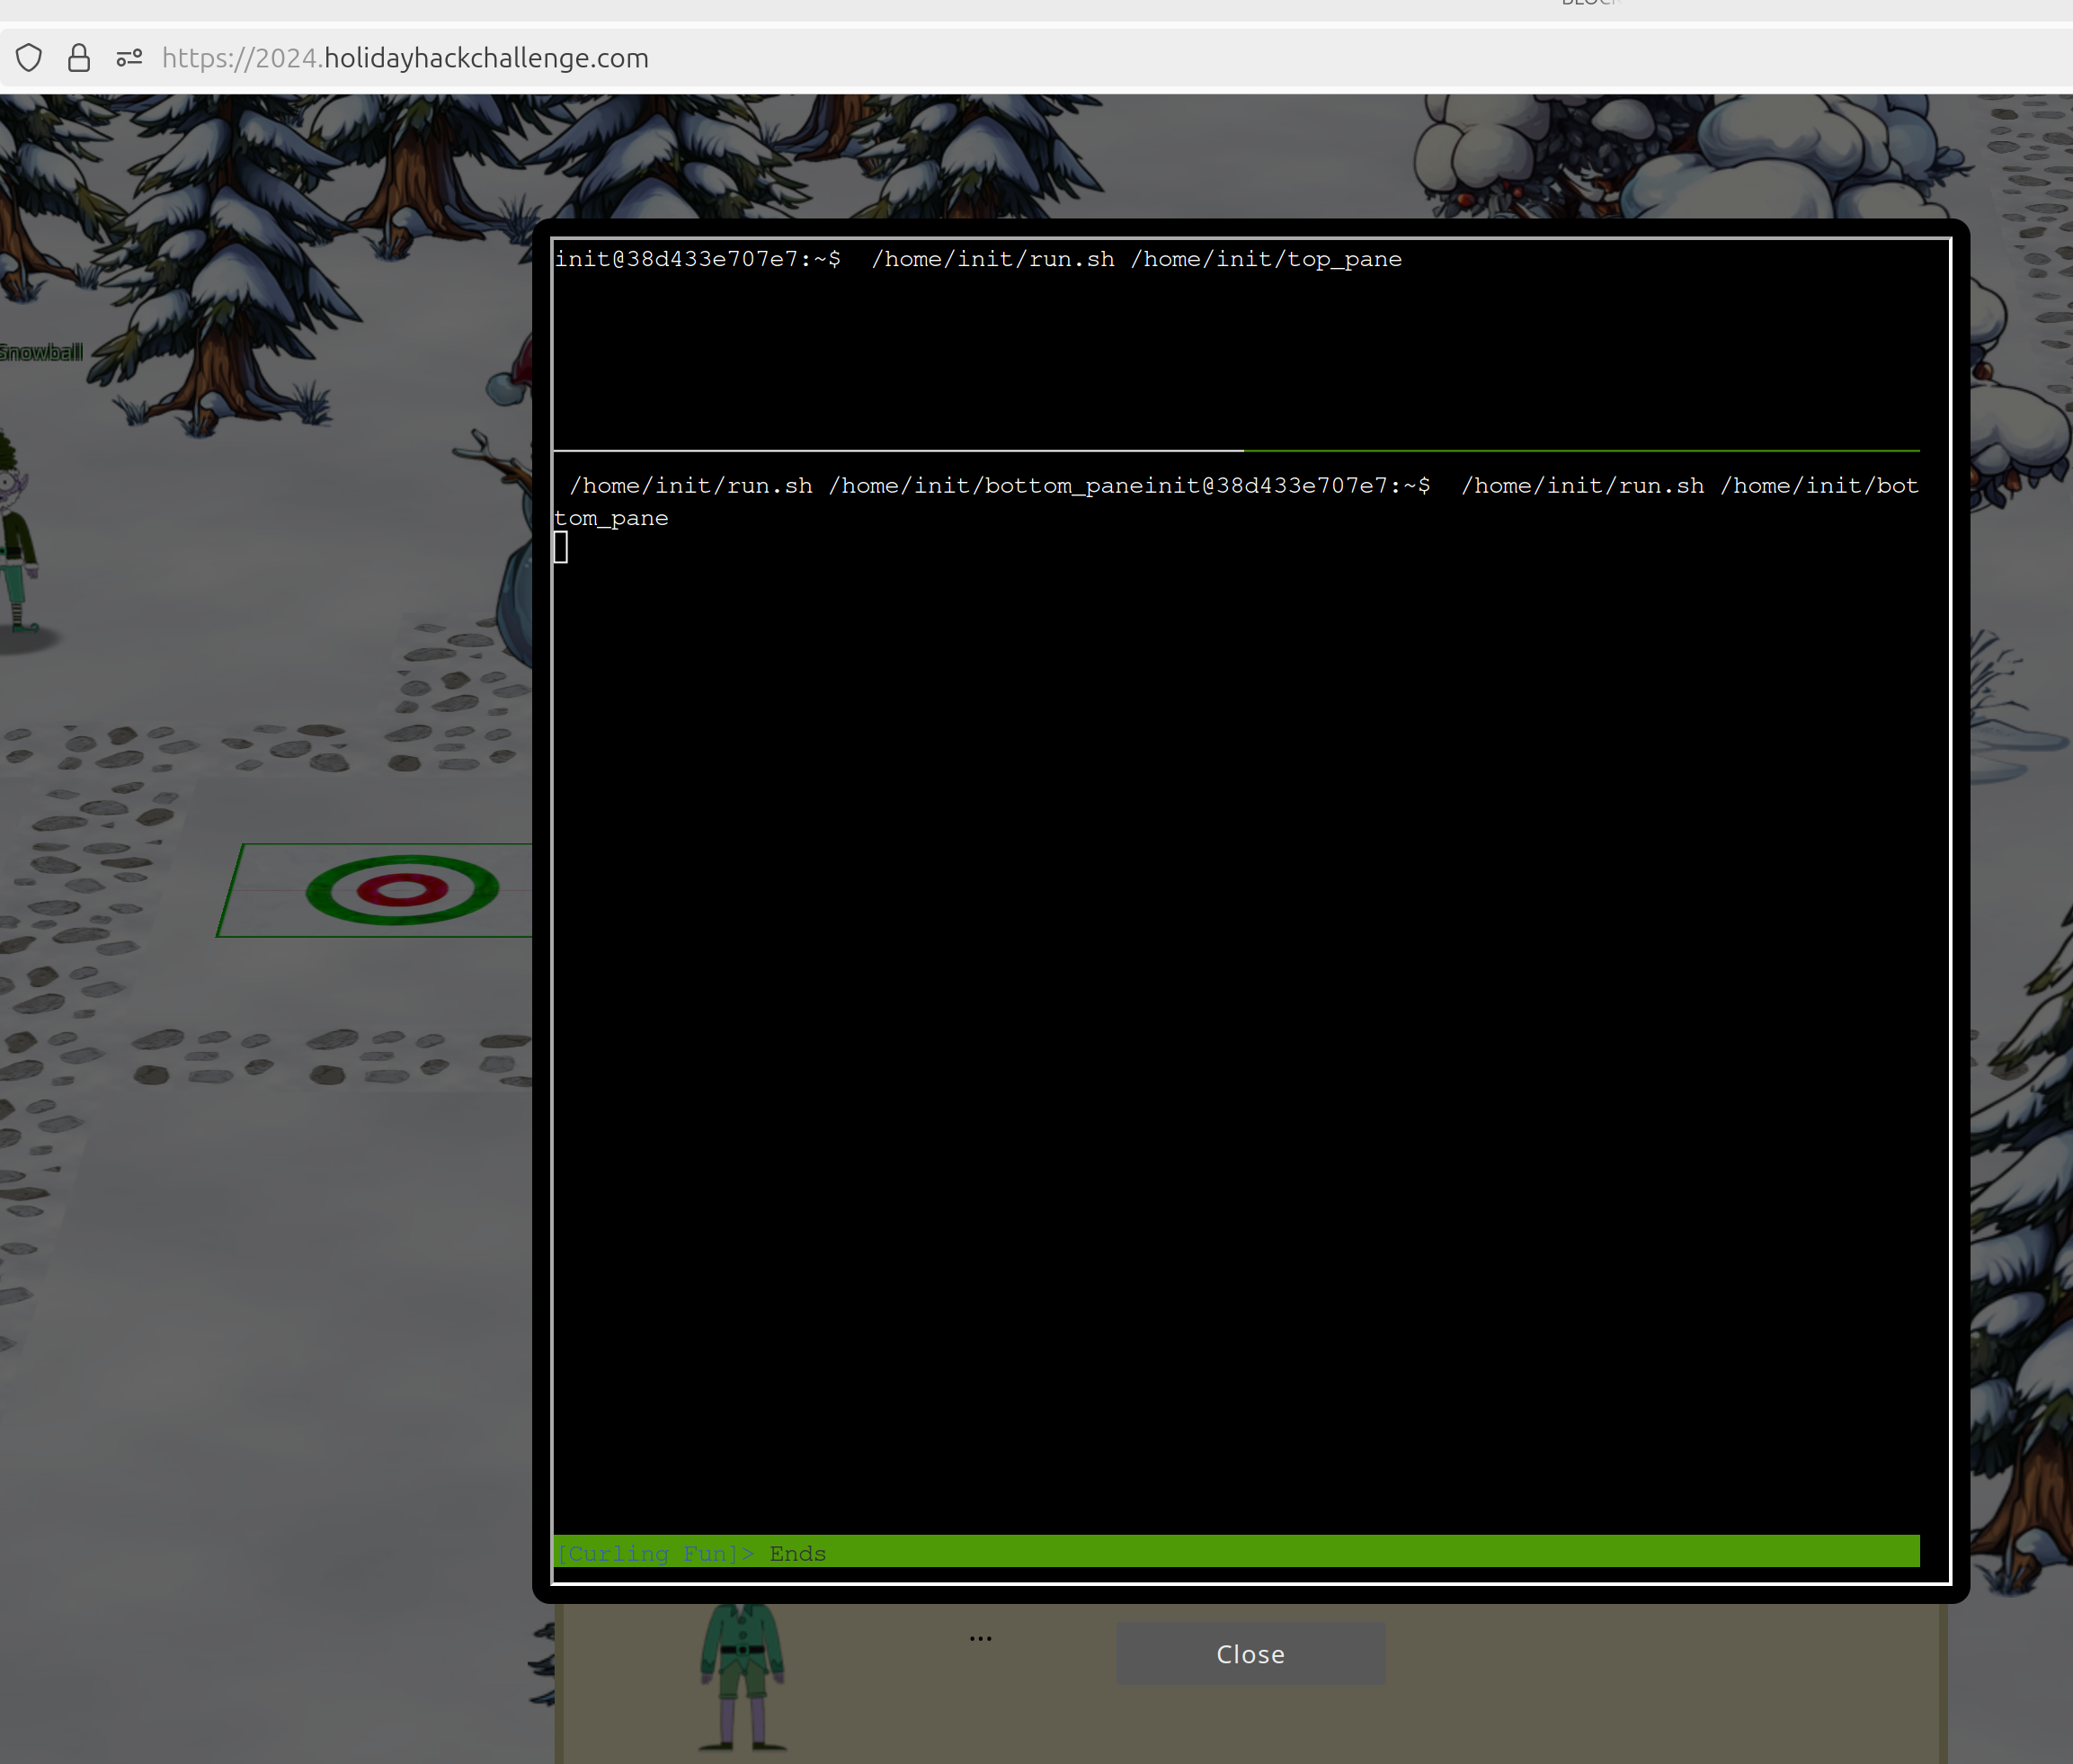 https://2024.holidayhackchallenge.com
init@38d433e707e7:~$  /home/init/run.sh /home/init/top_pane
Snowball
 /home/init/run.sh /home/init/bottom_paneinit@38d433e707e7:~$  /home/init/run.sh /home/init/bot
tom_pane
[Curling Fun]> Ends
...
Close